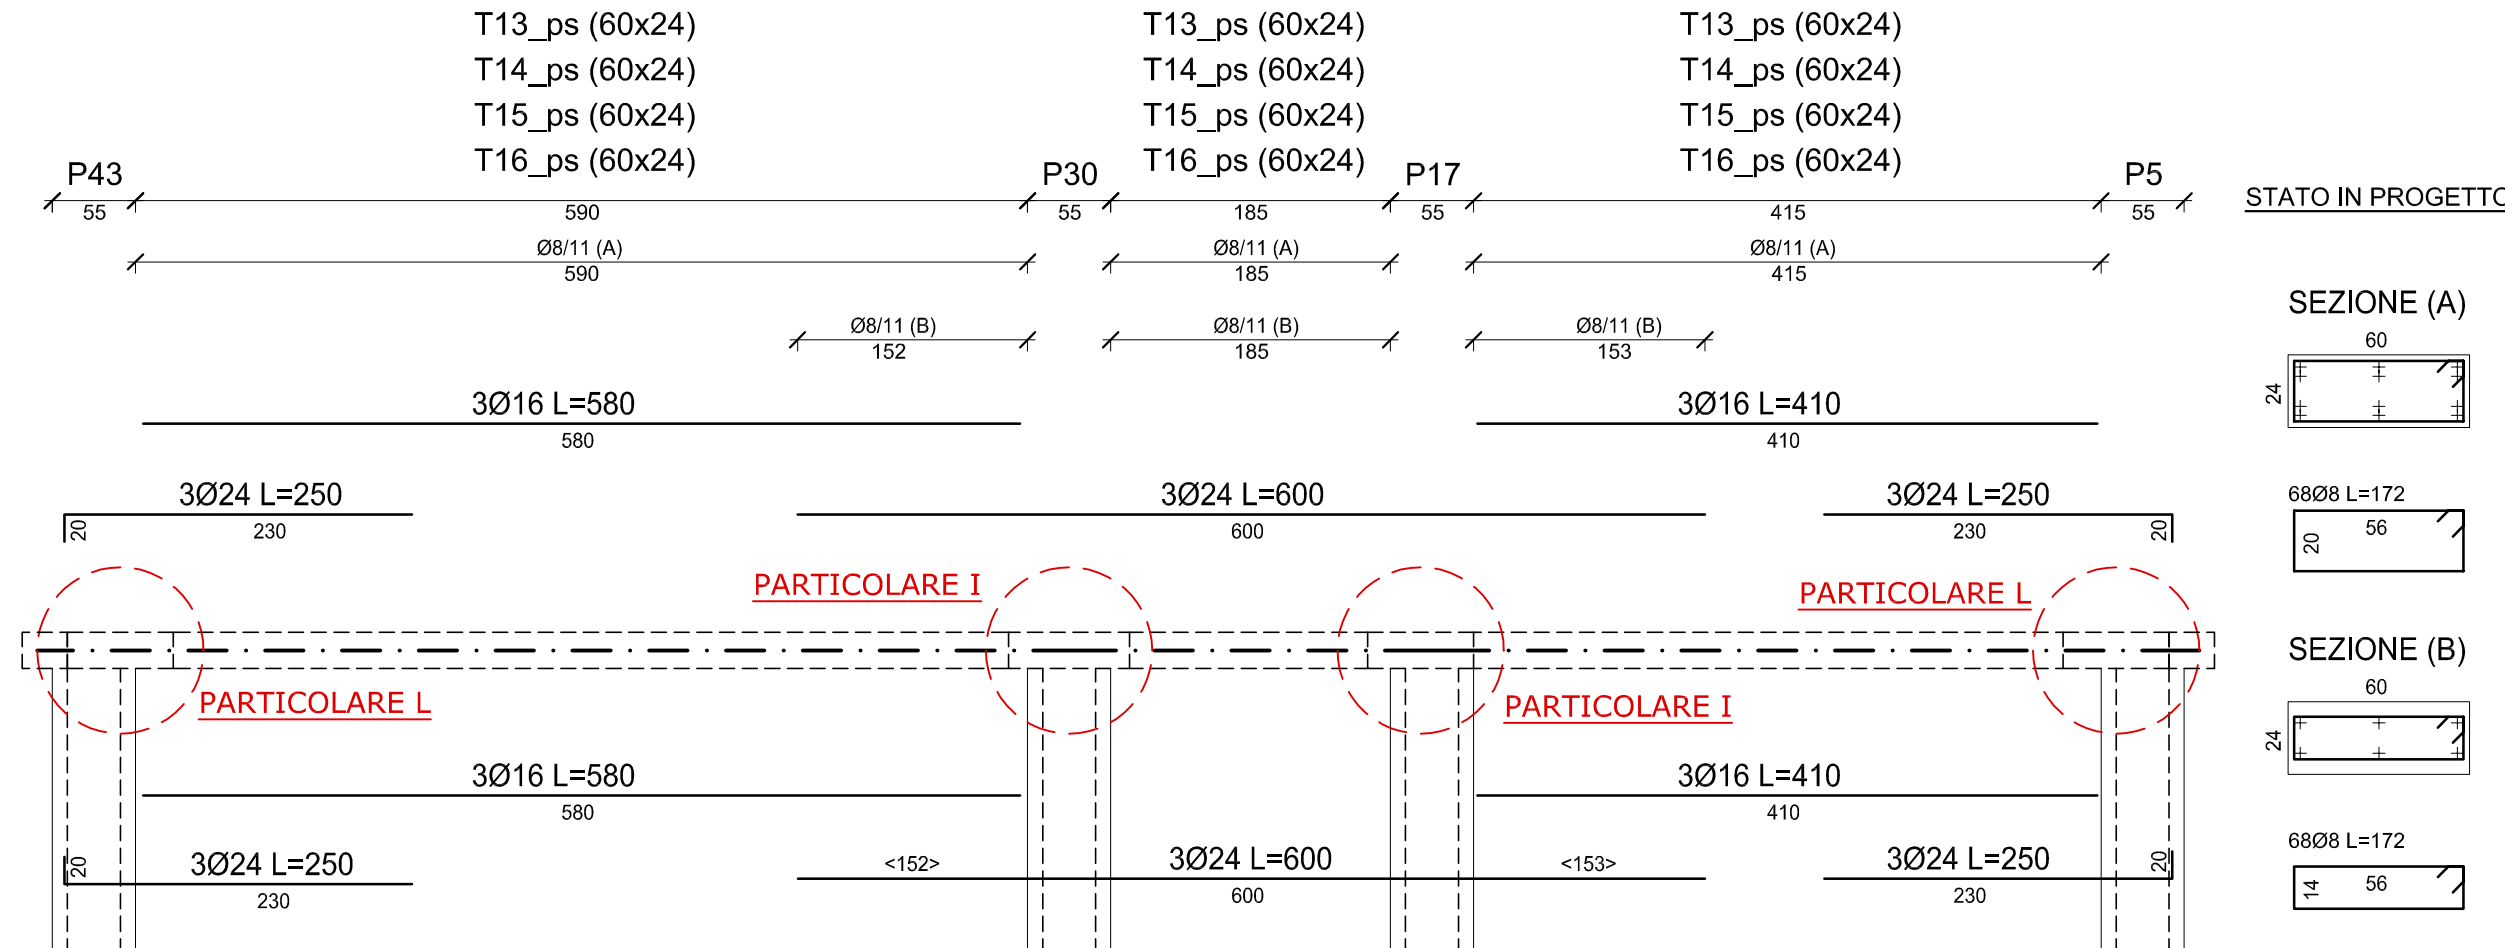 T13_ps (60x24) T13_ps (60x24) T13_ps (60x24)
T14_ps (60x24) T14_ps (60x24) T14_ps (60x24)
T15_ps (60x24) T15_ps (60x24) T15_ps (60x24)
T16_ps (60x24) T16_ps (60x24) T16_ps (60x24)
P43 P30 P17 P5
55 590 55 185 55 415 55
STATO IN PROGETTO
Ø8/11 (A) Ø8/11 (A) Ø8/11 (A)
590 185 415
Ø8/11 (B) Ø8/11 (B) Ø8/11 (B)
152 185 153
3Ø16 L=580 3Ø16 L=410
580 410
3Ø24 L=250 3Ø24 L=600 3Ø24 L=250
20 230 600 230 20
PARTICOLARE I PARTICOLARE L
PARTICOLARE L PARTICOLARE I
3Ø16 L=580 3Ø16 L=410
580 410
20 3Ø24 L=250 <152> 3Ø24 L=600 <153> 3Ø24 L=250 20
230 600 230
SEZIONE (A)
60
24
68Ø8 L=172
56
20
SEZIONE (B)
60
24
68Ø8 L=172
56
14